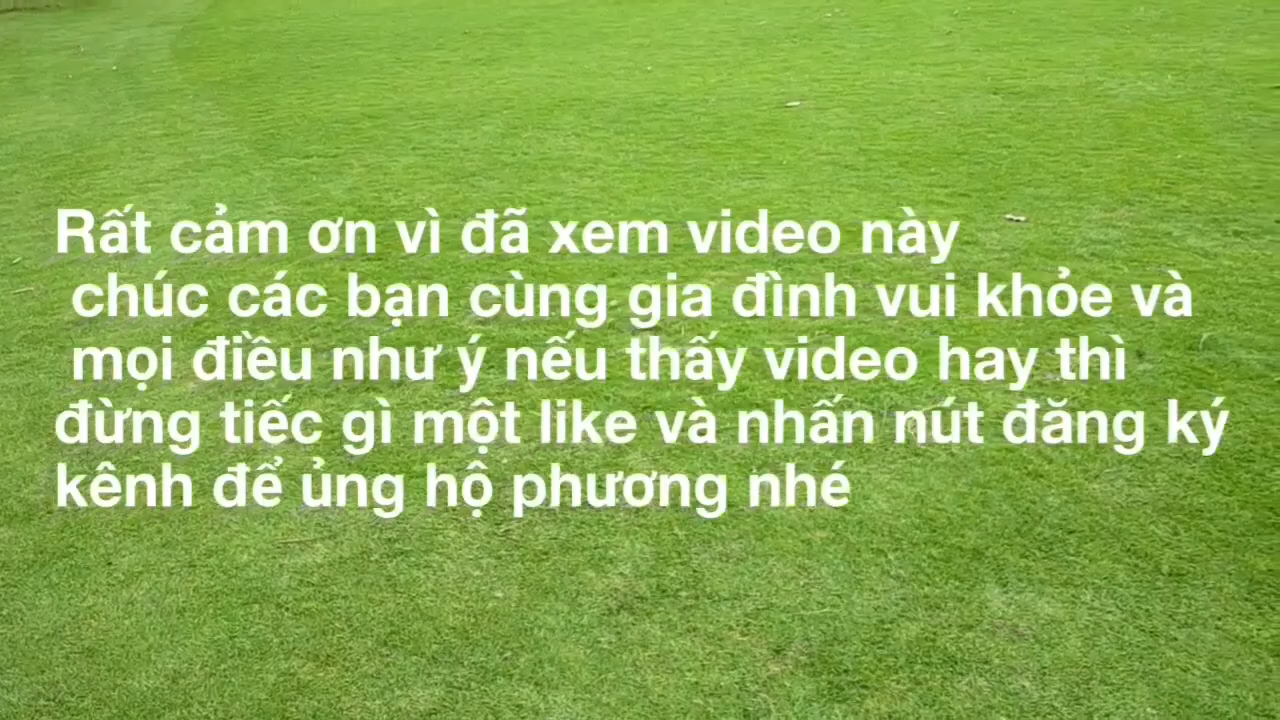 Rất cảm ơn vì đã xem video này
chúc các bạn cùng gia đình vui khỏe và
mọi điều như ý nếu thấy video hay thì
đừng tiếc gì một like và nhấn nút đăng ký
kênh để ủng hộ phương nhé